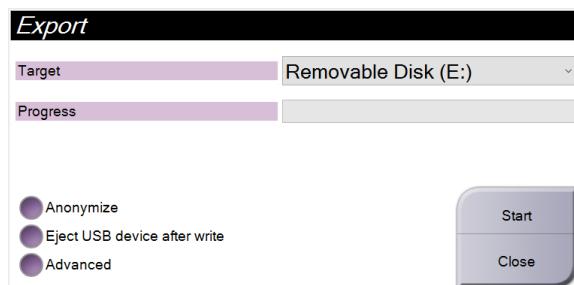 Export
Target
Removable Disk (E:)
Progress
Anonymize
Eject USB device after write
Advanced
Start
Close